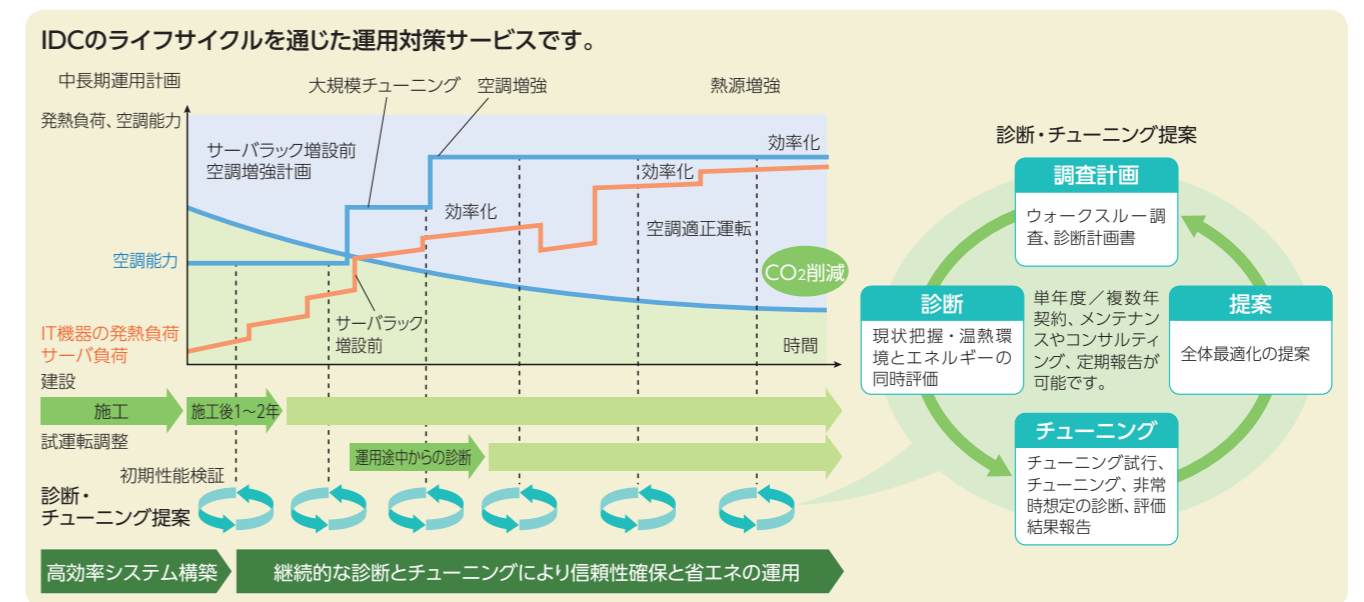 IDCのライフサイクルを通じた運用対策サービスです。
中長期運用計画
大規模チューニング
空調増強
熱源増強
発熱負荷、空調能力
サーバラック増設前
空調増強計画
効率化
効率化
効率化
空調適正運転
空調能力
CO2削減
IT機器の発熱負荷
サーバ負荷
サーバラック
増設前
時間
建設
施工
施工後1〜2年
試運転調整
運用途中からの診断
初期性能検証
診断・
チューニング提案
高効率システム構築
継続的な診断とチューニングにより信頼性確保と省エネの運用
診断・チューニング提案
調査計画
ウォークスルー調
査、診断計画書
診断
現状把握・温熱環
境とエネルギーの
同時評価
単年度／複数年
契約、メンテナン
スやコンサルティ
ング、定期報告が
可能です。
提案
全体最適化の提案
チューニング
チューニング試行、
チューニング、非常
時想定の診断、評価
結果報告